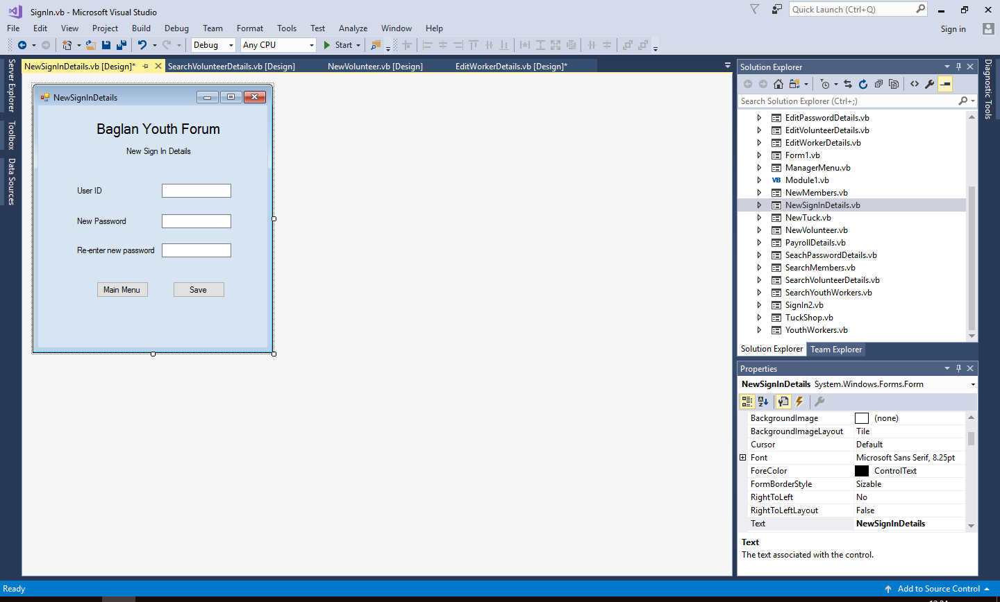 SignIn.vb - Microsoft Visual Studio
Quick Launch (Ctrl+Q)
File Edit View Project Build Debug Team Format Tools Test Analyze Window Help
Sign in
Debug Any CPU Start
Server Explorer
Toolbox
Data Sources
NewSignInDetails.vb [Design]* SearchVolunteerDetails.vb [Design] NewVolunteer.vb [Design] EditWorkerDetails.vb [Design]*
NewSignInDetails
Baglan Youth Forum
New Sign In Details
User ID
New Password
Re-enter new password
Main Menu Save
Solution Explorer
Search Solution Explorer (Ctrl+;)
EditPasswordDetails.vb
EditVolunteerDetails.vb
EditWorkerDetails.vb
Form1.vb
ManagerMenu.vb
VB Module1.vb
NewMembers.vb
NewSignInDetails.vb
NewTuck.vb
NewVolunteer.vb
PayrollDetails.vb
SeachPasswordDetails.vb
SearchMembers.vb
SearchVolunteerDetails.vb
SearchYouthWorkers.vb
SignIn2.vb
TuckShop.vb
YouthWorkers.vb
Solution Explorer Team Explorer
Properties
NewSignInDetails System.Windows.Forms.Form
BackgroundImage (none)
BackgroundImageLayout Tile
Cursor Default
Font Microsoft Sans Serif, 8.25pt
ForeColor ControlText
FormBorderStyle Sizable
RightToLeft No
RightToLeftLayout False
Text NewSignInDetails
Text
The text associated with the control.
Diagnostic Tools
Ready
Add to Source Control